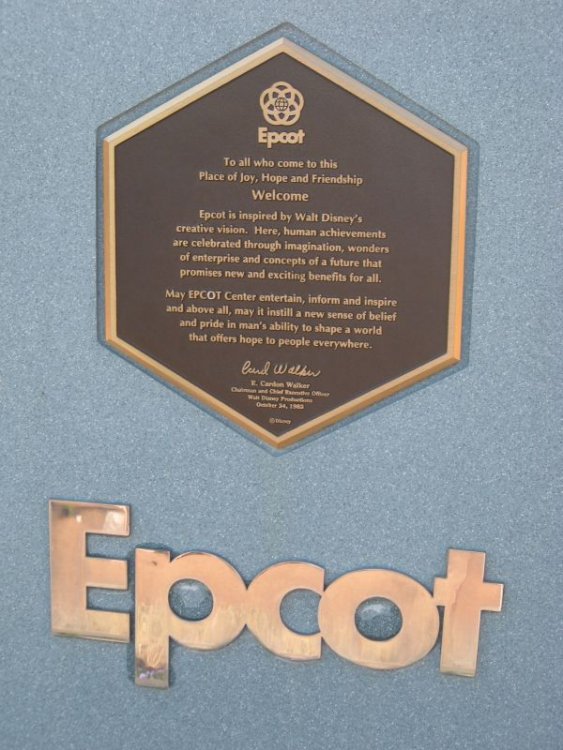 Epcot
To all who come to this
Place of Joy, Hope and Friendship
Welcome
Epcot is inspired by Walt Disney's
creative vision. Here, human achievements
are celebrated through imagination, wonders
of enterprise and concepts of a future that
promises new and exciting benefits for all.
May EPCOT Center entertain, inform and inspire
and above all, may it instill a new sense of belief
and pride in man's ability to shape a world
that offers hope to people everywhere.
Card Walker
E. Cardon Walker
Chairman and Chief Executive Officer
Walt Disney Productions
October 24, 1982
©Disney
Epcot